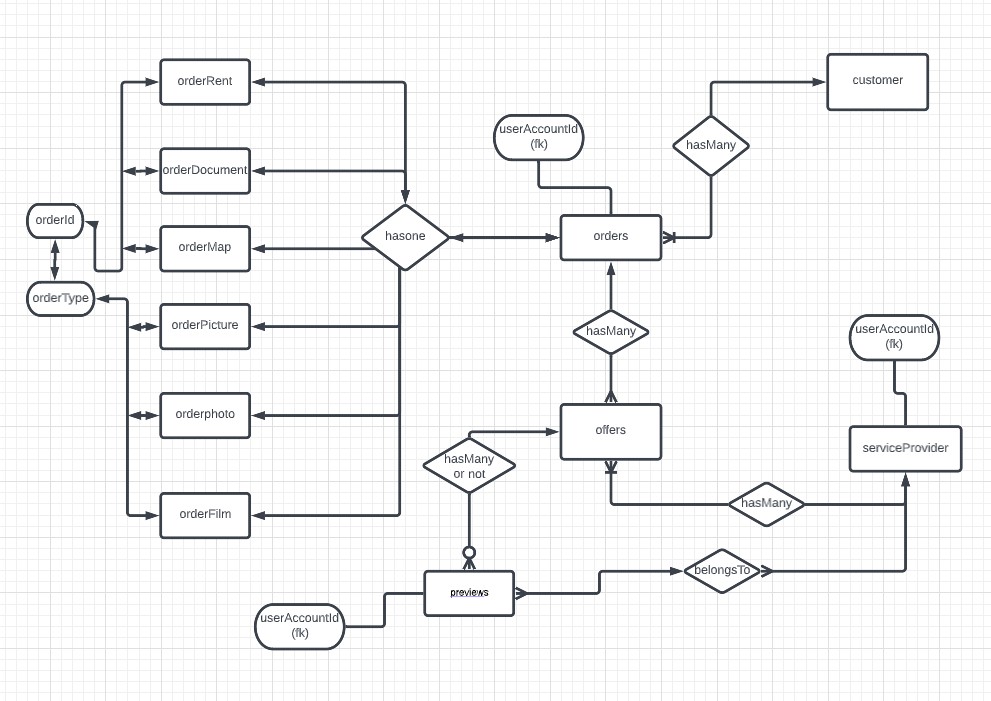 orderRent
customer
userAccountId
(fk)
hasMany
orderDocument
orderId
hasone
orders
orderMap
orderType
orderPicture
hasMany
userAccountId
(fk)
orderphoto
offers
serviceProvider
hasMany
or not
hasMany
orderFilm
belongsTo
previews
userAccountId
(fk)